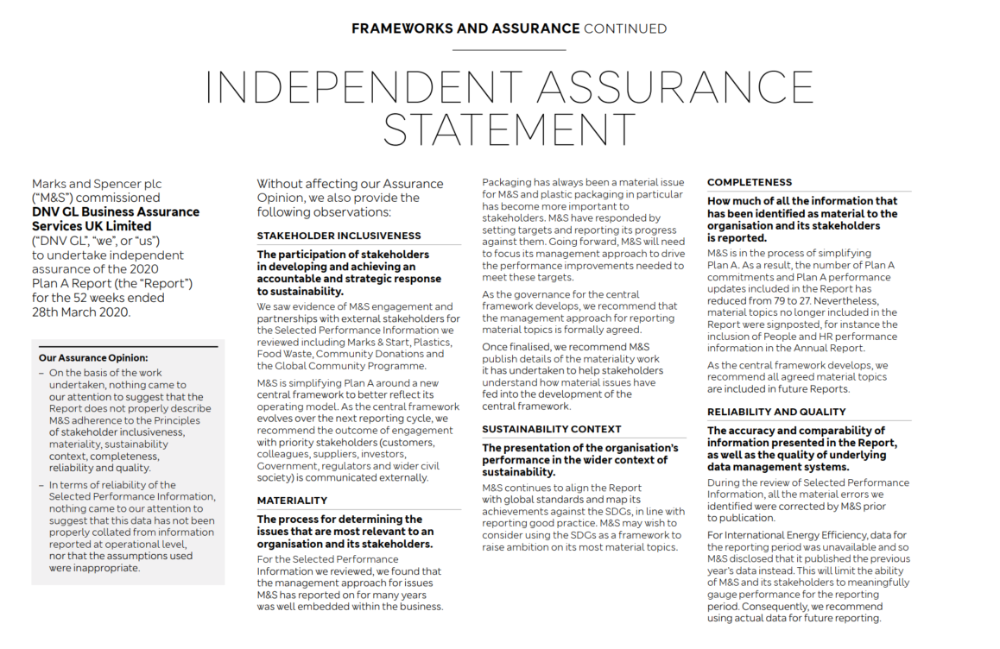 FRAMEWORKS AND ASSURANCE CONTINUED
INDEPENDENT ASSURANCE
STATEMENT
Marks and Spencer plc
(“M&S”) commissioned
DNV GL Business Assurance
Services UK Limited
(“DNV GL”, “we”, or “us”)
to undertake independent
assurance of the 2020
Plan A Report (the “Report”)
for the 52 weeks ended
28th March 2020.
Our Assurance Opinion:
– On the basis of the work
undertaken, nothing came to
our attention to suggest that the
Report does not properly describe
M&S adherence to the Principles
of stakeholder inclusiveness,
materiality, sustainability
context, completeness,
reliability and quality.
– In terms of reliability of the
Selected Performance Information,
nothing came to our attention to
suggest that this data has not been
properly collated from information
reported at operational level,
nor that the assumptions used
were inappropriate.
Without affecting our Assurance
Opinion, we also provide the
following observations:
STAKEHOLDER INCLUSIVENESS
The participation of stakeholders
in developing and achieving an
accountable and strategic response
to sustainability.
We saw evidence of M&S engagement and
partnerships with external stakeholders for
the Selected Performance Information we
reviewed including Marks & Start, Plastics,
Food Waste, Community Donations and
the Global Community Programme.
M&S is simplifying Plan A around a new
central framework to better reflect its
operating model. As the central framework
evolves over the next reporting cycle, we
recommend the outcome of engagement
with priority stakeholders (customers,
colleagues, suppliers, investors,
Government, regulators and wider civil
society) is communicated externally.
MATERIALITY
The process for determining the
issues that are most relevant to an
organisation and its stakeholders.
For the Selected Performance
Information we reviewed, we found that
the management approach for issues
M&S has reported on for many years
was well embedded within the business.
Packaging has always been a material issue
for M&S and plastic packaging in particular
has become more important to
stakeholders. M&S have responded by
setting targets and reporting its progress
against them. Going forward, M&S will need
to focus its management approach to drive
the performance improvements needed to
meet these targets.
As the governance for the central
framework develops, we recommend that
the management approach for reporting
material topics is formally agreed.
Once finalised, we recommend M&S
publish details of the materiality work
it has undertaken to help stakeholders
understand how material issues have
fed into the development of the
central framework.
SUSTAINABILITY CONTEXT
The presentation of the organisation’s
performance in the wider context of
sustainability.
M&S continues to align the Report
with global standards and map its
achievements against the SDGs, in line with
reporting good practice. M&S may wish to
consider using the SDGs as a framework to
raise ambition on its most material topics.
COMPLETENESS
How much of all the information that
has been identified as material to the
organisation and its stakeholders
is reported.
M&S is in the process of simplifying
Plan A. As a result, the number of Plan A
commitments and Plan A performance
updates included in the Report has
reduced from 79 to 27. Nevertheless,
material topics no longer included in the
Report were signposted, for instance the
inclusion of People and HR performance
information in the Annual Report.
As the central framework develops, we
recommend all agreed material topics
are included in future Reports.
RELIABILITY AND QUALITY
The accuracy and comparability of
information presented in the Report,
as well as the quality of underlying
data management systems.
During the review of Selected Performance
Information, all the material errors we
identified were corrected by M&S prior
to publication.
For International Energy Efficiency, data for
the reporting period was unavailable and so
M&S disclosed that it published the previous
year’s data instead. This will limit the ability
of M&S and its stakeholders to meaningfully
gauge performance for the reporting
period. Consequently, we recommend
using actual data for future reporting.